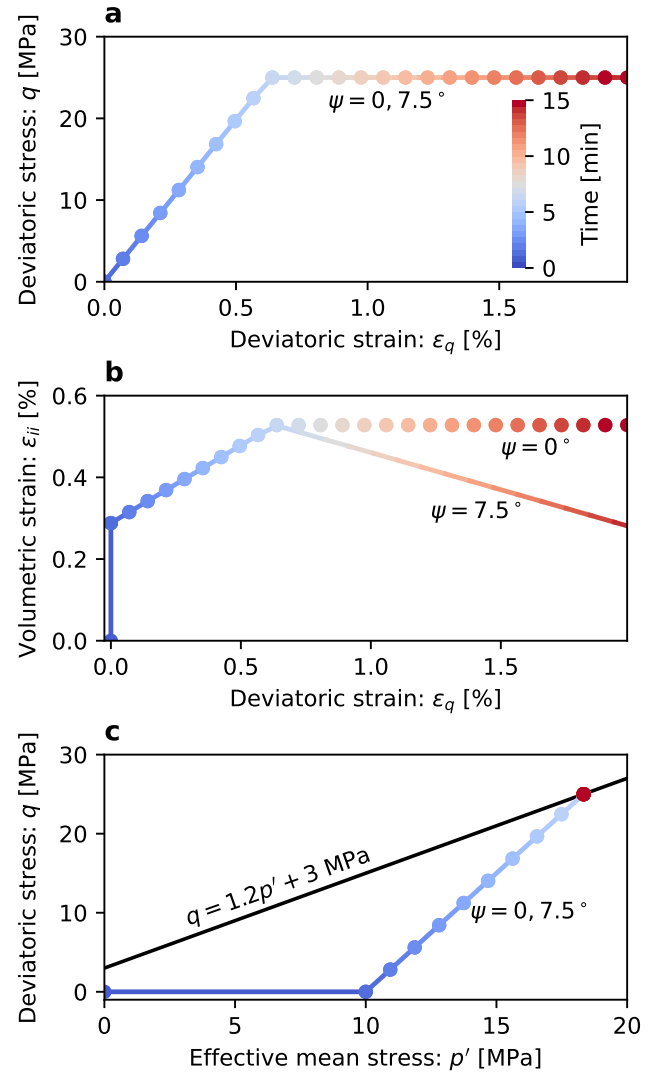 a
30
20
10
0
Deviatoric stress: q [MPa]
ψ = 0, 7.5°
15
10
5
0
Time [min]
0.0 0.5 1.0 1.5
Deviatoric strain: εq [%]
b
0.6
0.4
0.2
0.0
Volumetric strain: εii [%]
ψ = 0°
ψ = 7.5°
0.0 0.5 1.0 1.5
Deviatoric strain: εq [%]
c
30
20
10
0
Deviatoric stress: q [MPa]
q = 1.2p′ + 3 MPa
ψ = 0, 7.5°
0 5 10 15 20
Effective mean stress: p′ [MPa]